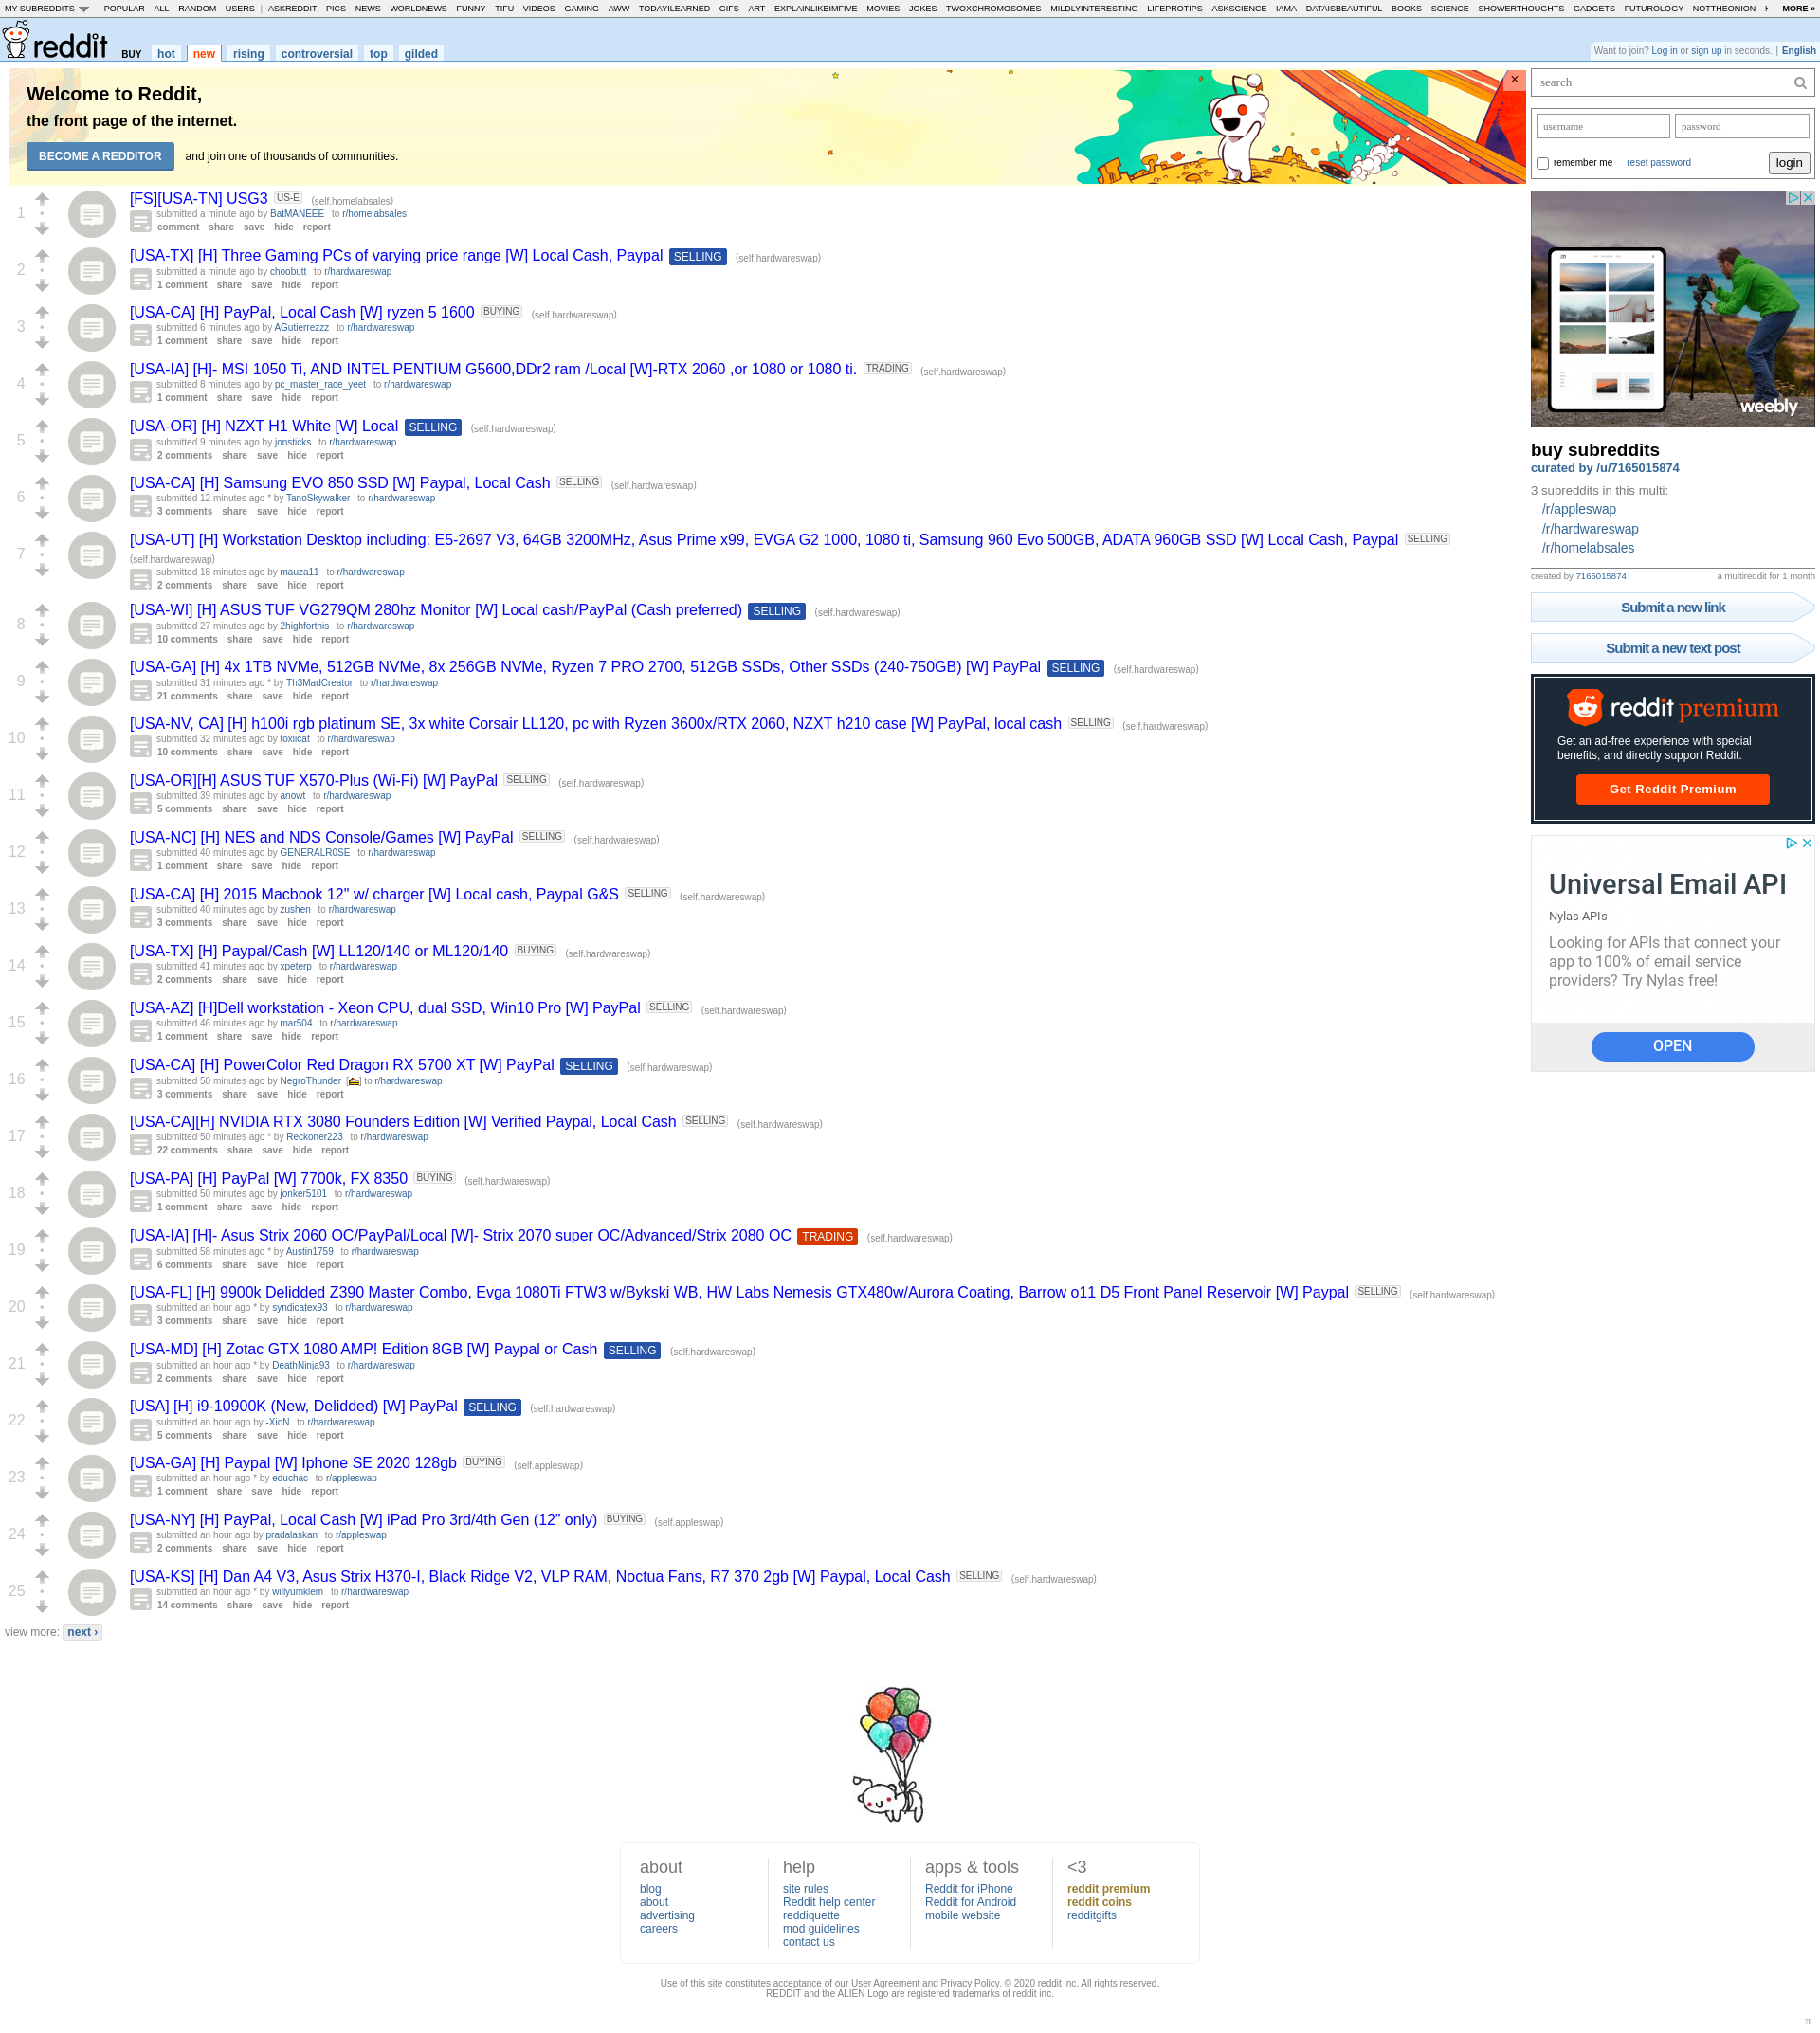 MY SUBREDDITS POPULAR - ALL - RANDOM - USERS | ASKREDDIT - PICS - NEWS - WORLDNEWS - FUNNY - TIFU - VIDEOS - GAMING - AWW - TODAYILEARNED - GIFS - ART - EXPLAINLIKEIMFIVE - MOVIES - JOKES - TWOXCHROMOSOMES - MILDLYINTERESTING - LIFEPROTIPS - ASKSCIENCE - IAMA - DATAISBEAUTIFUL - BOOKS - SCIENCE - SHOWERTHOUGHTS - GADGETS - FUTUROLOGY - NOTTHEONION - MORE »
reddit BUY hot new rising controversial top gilded
Want to join? Log in or sign up in seconds. | English
Welcome to Reddit,
the front page of the internet.
BECOME A REDDITOR and join one of thousands of communities.
×
1
[FS][USA-TN] USG3 US-E (self.homelabsales)
submitted a minute ago by BatMANEEE to r/homelabsales
comment share save hide report
2
[USA-TX] [H] Three Gaming PCs of varying price range [W] Local Cash, Paypal SELLING (self.hardwareswap)
submitted a minute ago by choobutt to r/hardwareswap
1 comment share save hide report
3
[USA-CA] [H] PayPal, Local Cash [W] ryzen 5 1600 BUYING (self.hardwareswap)
submitted 6 minutes ago by AGutierrezzz to r/hardwareswap
1 comment share save hide report
4
[USA-IA] [H]- MSI 1050 Ti, AND INTEL PENTIUM G5600,DDr2 ram /Local [W]-RTX 2060 ,or 1080 or 1080 ti. TRADING (self.hardwareswap)
submitted 8 minutes ago by pc_master_race_yeet to r/hardwareswap
1 comment share save hide report
5
[USA-OR] [H] NZXT H1 White [W] Local SELLING (self.hardwareswap)
submitted 9 minutes ago by jonsticks to r/hardwareswap
2 comments share save hide report
6
[USA-CA] [H] Samsung EVO 850 SSD [W] Paypal, Local Cash SELLING (self.hardwareswap)
submitted 12 minutes ago * by TanoSkywalker to r/hardwareswap
3 comments share save hide report
7
[USA-UT] [H] Workstation Desktop including: E5-2697 V3, 64GB 3200MHz, Asus Prime x99, EVGA G2 1000, 1080 ti, Samsung 960 Evo 500GB, ADATA 960GB SSD [W] Local Cash, Paypal SELLING
(self.hardwareswap)
submitted 18 minutes ago by mauza11 to r/hardwareswap
2 comments share save hide report
8
[USA-WI] [H] ASUS TUF VG279QM 280hz Monitor [W] Local cash/PayPal (Cash preferred) SELLING (self.hardwareswap)
submitted 27 minutes ago by 2highforthis to r/hardwareswap
10 comments share save hide report
9
[USA-GA] [H] 4x 1TB NVMe, 512GB NVMe, 8x 256GB NVMe, Ryzen 7 PRO 2700, 512GB SSDs, Other SSDs (240-750GB) [W] PayPal SELLING (self.hardwareswap)
submitted 31 minutes ago * by Th3MadCreator to r/hardwareswap
21 comments share save hide report
10
[USA-NV, CA] [H] h100i rgb platinum SE, 3x white Corsair LL120, pc with Ryzen 3600x/RTX 2060, NZXT h210 case [W] PayPal, local cash SELLING (self.hardwareswap)
submitted 32 minutes ago by toxiicat to r/hardwareswap
10 comments share save hide report
11
[USA-OR][H] ASUS TUF X570-Plus (Wi-Fi) [W] PayPal SELLING (self.hardwareswap)
submitted 39 minutes ago by anowt to r/hardwareswap
5 comments share save hide report
12
[USA-NC] [H] NES and NDS Console/Games [W] PayPal SELLING (self.hardwareswap)
submitted 40 minutes ago by GENERALR0SE to r/hardwareswap
1 comment share save hide report
13
[USA-CA] [H] 2015 Macbook 12" w/ charger [W] Local cash, Paypal G&S SELLING (self.hardwareswap)
submitted 40 minutes ago by zushen to r/hardwareswap
3 comments share save hide report
14
[USA-TX] [H] Paypal/Cash [W] LL120/140 or ML120/140 BUYING (self.hardwareswap)
submitted 41 minutes ago by xpeterp to r/hardwareswap
2 comments share save hide report
15
[USA-AZ] [H]Dell workstation - Xeon CPU, dual SSD, Win10 Pro [W] PayPal SELLING (self.hardwareswap)
submitted 46 minutes ago by mar504 to r/hardwareswap
1 comment share save hide report
16
[USA-CA] [H] PowerColor Red Dragon RX 5700 XT [W] PayPal SELLING (self.hardwareswap)
submitted 50 minutes ago by NegroThunder [] to r/hardwareswap
3 comments share save hide report
17
[USA-CA][H] NVIDIA RTX 3080 Founders Edition [W] Verified Paypal, Local Cash SELLING (self.hardwareswap)
submitted 50 minutes ago * by Reckoner223 to r/hardwareswap
22 comments share save hide report
18
[USA-PA] [H] PayPal [W] 7700k, FX 8350 BUYING (self.hardwareswap)
submitted 50 minutes ago by jonker5101 to r/hardwareswap
1 comment share save hide report
19
[USA-IA] [H]- Asus Strix 2060 OC/PayPal/Local [W]- Strix 2070 super OC/Advanced/Strix 2080 OC TRADING (self.hardwareswap)
submitted 58 minutes ago * by Austin1759 to r/hardwareswap
6 comments share save hide report
20
[USA-FL] [H] 9900k Delidded Z390 Master Combo, Evga 1080Ti FTW3 w/Bykski WB, HW Labs Nemesis GTX480w/Aurora Coating, Barrow o11 D5 Front Panel Reservoir [W] Paypal SELLING (self.hardwareswap)
submitted an hour ago * by syndicatex93 to r/hardwareswap
3 comments share save hide report
21
[USA-MD] [H] Zotac GTX 1080 AMP! Edition 8GB [W] Paypal or Cash SELLING (self.hardwareswap)
submitted an hour ago * by DeathNinja93 to r/hardwareswap
2 comments share save hide report
22
[USA] [H] i9-10900K (New, Delidded) [W] PayPal SELLING (self.hardwareswap)
submitted an hour ago by -XioN to r/hardwareswap
5 comments share save hide report
23
[USA-GA] [H] Paypal [W] Iphone SE 2020 128gb BUYING (self.appleswap)
submitted an hour ago * by educhac to r/appleswap
1 comment share save hide report
24
[USA-NY] [H] PayPal, Local Cash [W] iPad Pro 3rd/4th Gen (12” only) BUYING (self.appleswap)
submitted an hour ago by pradalaskan to r/appleswap
2 comments share save hide report
25
[USA-KS] [H] Dan A4 V3, Asus Strix H370-I, Black Ridge V2, VLP RAM, Noctua Fans, R7 370 2gb [W] Paypal, Local Cash SELLING (self.hardwareswap)
submitted an hour ago * by willyumklem to r/hardwareswap
14 comments share save hide report
view more: next ›
search
username password
remember me reset password login
weebly
buy subreddits
curated by /u/7165015874
3 subreddits in this multi:
/r/appleswap
/r/hardwareswap
/r/homelabsales
created by 7165015874 a multireddit for 1 month
Submit a new link
Submit a new text post
reddit premium
Get an ad-free experience with special
benefits, and directly support Reddit.
Get Reddit Premium
Universal Email API
Nylas APIs
Looking for APIs that connect your
app to 100% of email service
providers? Try Nylas free!
OPEN
about
blog
about
advertising
careers
help
site rules
Reddit help center
reddiquette
mod guidelines
contact us
apps & tools
Reddit for iPhone
Reddit for Android
mobile website
<3
reddit premium
reddit coins
redditgifts
Use of this site constitutes acceptance of our User Agreement and Privacy Policy. © 2020 reddit inc. All rights reserved.
REDDIT and the ALIEN Logo are registered trademarks of reddit inc.
π